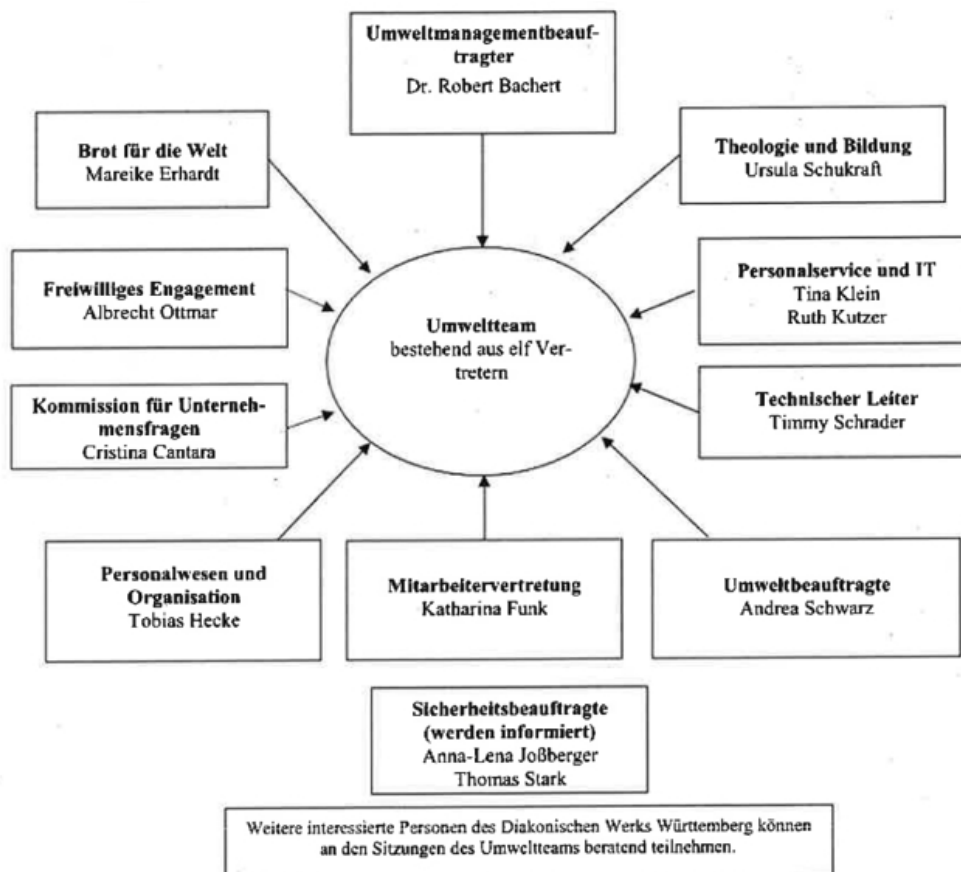 Umweltmanagementbeauf-
tragter
Dr. Robert Bachert
Brot für die Welt
Mareike Erhardt
Theologie und Bildung
Ursula Schukraft
Freiwilliges Engagement
Albrecht Ottmar
Umweltteam
bestehend aus elf Ver-
tretern
Personalservice und IT
Tina Klein
Ruth Kutzer
Kommission für Unterneh-
mensfragen
Cristina Cantara
Technischer Leiter
Timmy Schrader
Personalwesen und
Organisation
Tobias Hecke
Mitarbeitervertretung
Katharina Funk
Umweltbeauftragte
Andrea Schwarz
Sicherheitsbeauftragte
(werden informiert)
Anna-Lena Joßberger
Thomas Stark
Weitere interessierte Personen des Diakonischen Werks Württemberg können
an den Sitzungen des Umweltteams beratend teilnehmen.